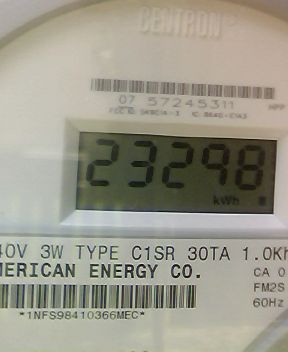 CENTRON
07 57245311
23298
kWh
40V 3W TYPE C1SR 30TA 1.0Kh
MERICAN ENERGY CO.
CA 0
FM2S
60Hz
*1NFS98410366MEC*